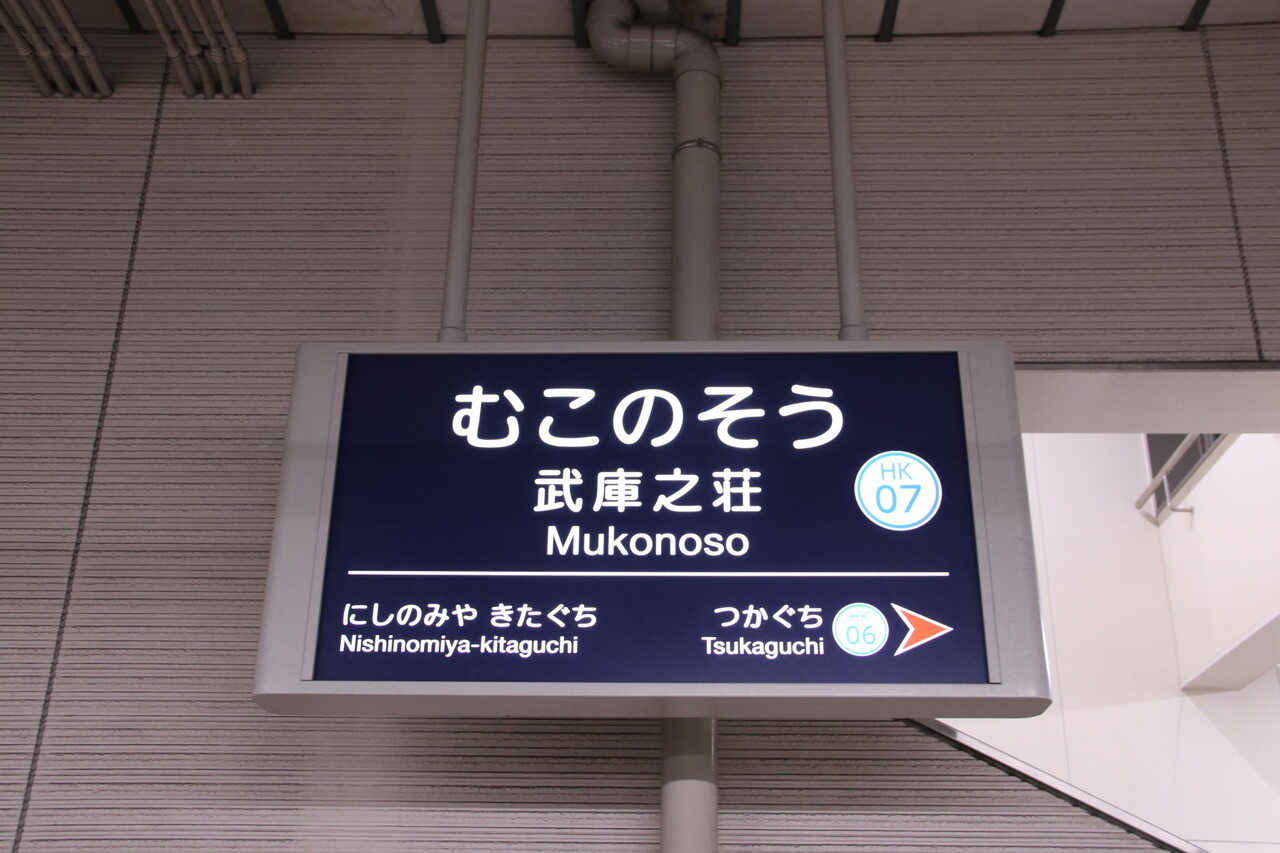 むこのそう
武庫之荘
HK
07
Mukonoso
にしのみや きたぐち
Nishinomiya-kitaguchi
つかぐち
Tsukaguchi
HK
06